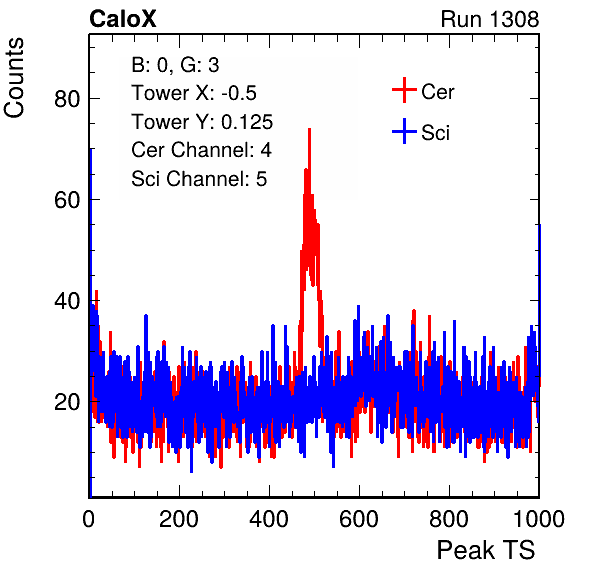 CaloX Run 1308
Counts
B: 0, G: 3
Tower X: -0.5
Tower Y: 0.125
Cer Channel: 4
Sci Channel: 5
Cer
Sci
80
60
40
20
0 200 400 600 800 1000
Peak TS